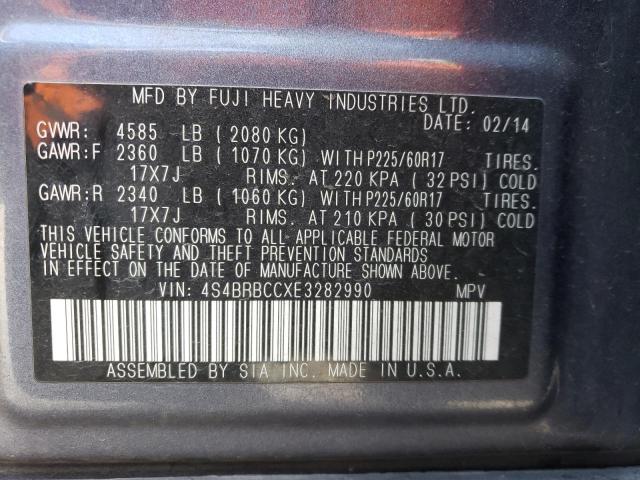 MFD BY FUJI HEAVY INDUSTRIES LTD.
DATE: 02/14
GVWR: 4585 LB ( 2080 KG)
GAWR:F 2360 LB ( 1070 KG) WITH P225/60R17 TIRES.
17X7J RIMS. AT 220 KPA ( 32 PSI) COLD
GAWR:R 2340 LB ( 1060 KG) WITH P225/60R17 TIRES.
17X7J RIMS. AT 210 KPA ( 30 PSI) COLD
THIS VEHICLE CONFORMS TO ALL APPLICABLE FEDERAL MOTOR
VEHICLE SAFETY AND THEFT PREVENTION STANDARDS
IN EFFECT ON THE DATE OF MANUFACTURE SHOWN ABOVE.
VIN: 4S4BRBCCXE3282990 MPV
ASSEMBLED BY SIA INC. MADE IN U.S.A.